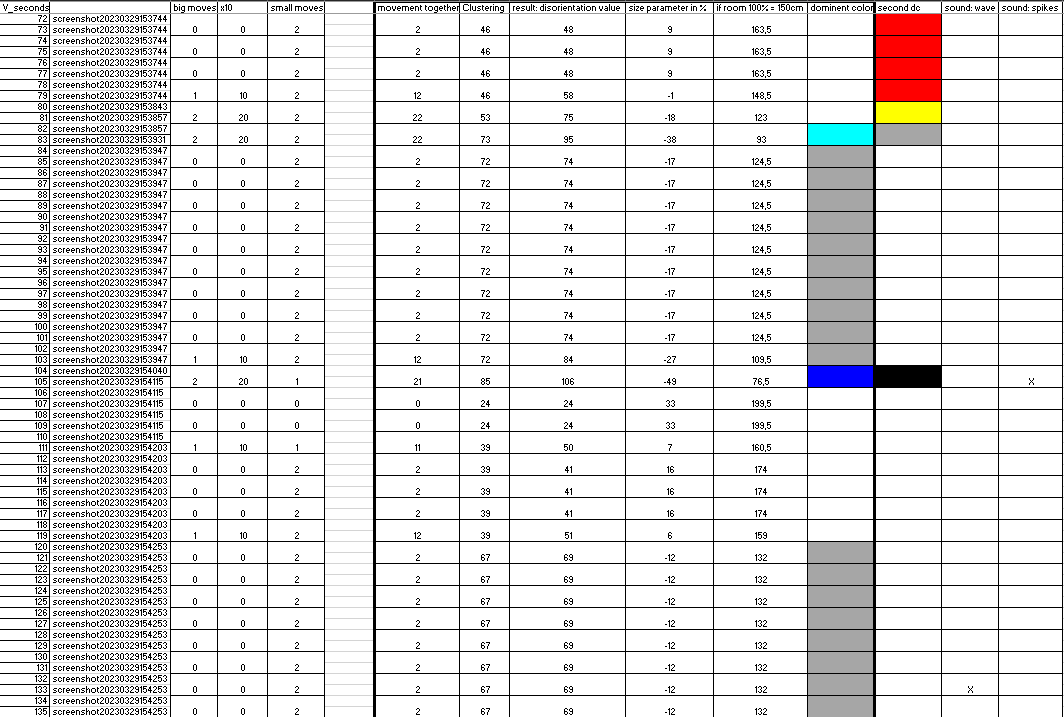 V_seconds big moves x10 small moves movement together Clustering result: disorientation value size parameter in % if room 100% = 150cm dominent color second dc sound: wave sound: spikes
72 screenshot20230329153744
73 screenshot20230329153744 0 0 2 2 46 48 9 163,5
74 screenshot20230329153744
75 screenshot20230329153744 0 0 2 2 46 48 9 163,5
76 screenshot20230329153744
77 screenshot20230329153744 0 0 2 2 46 48 9 163,5
78 screenshot20230329153744
79 screenshot20230329153744 1 10 2 12 46 58 -1 148,5
80 screenshot20230329153843
81 screenshot20230329153857 2 20 2 22 53 75 -18 123
82 screenshot20230329153857
83 screenshot20230329153931 2 20 2 22 73 95 -38 93
84 screenshot20230329153947
85 screenshot20230329153947 0 0 2 2 72 74 -17 124,5
86 screenshot20230329153947
87 screenshot20230329153947 0 0 2 2 72 74 -17 124,5
88 screenshot20230329153947
89 screenshot20230329153947 0 0 2 2 72 74 -17 124,5
90 screenshot20230329153947
91 screenshot20230329153947 0 0 2 2 72 74 -17 124,5
92 screenshot20230329153947
93 screenshot20230329153947 0 0 2 2 72 74 -17 124,5
94 screenshot20230329153947
95 screenshot20230329153947 0 0 2 2 72 74 -17 124,5
96 screenshot20230329153947
97 screenshot20230329153947 0 0 2 2 72 74 -17 124,5
98 screenshot20230329153947
99 screenshot20230329153947 0 0 2 2 72 74 -17 124,5
100 screenshot20230329153947
101 screenshot20230329153947 0 0 2 2 72 74 -17 124,5
102 screenshot20230329153947
103 screenshot20230329153947 1 10 2 12 72 84 -27 109,5
104 screenshot20230329154040
105 screenshot20230329154115 2 20 1 21 85 106 -49 76,5 X
106 screenshot20230329154115
107 screenshot20230329154115 0 0 0 0 24 24 33 199,5
108 screenshot20230329154115
109 screenshot20230329154115 0 0 0 0 24 24 33 199,5
110 screenshot20230329154115
111 screenshot20230329154203 1 10 1 11 39 50 7 160,5
112 screenshot20230329154203
113 screenshot20230329154203 0 0 2 2 39 41 16 174
114 screenshot20230329154203
115 screenshot20230329154203 0 0 2 2 39 41 16 174
116 screenshot20230329154203
117 screenshot20230329154203 0 0 2 2 39 41 16 174
118 screenshot20230329154203
119 screenshot20230329154203 1 10 2 12 39 51 6 159
120 screenshot20230329154253
121 screenshot20230329154253 0 0 2 2 67 69 -12 132
122 screenshot20230329154253
123 screenshot20230329154253 0 0 2 2 67 69 -12 132
124 screenshot20230329154253
125 screenshot20230329154253 0 0 2 2 67 69 -12 132
126 screenshot20230329154253
127 screenshot20230329154253 0 0 2 2 67 69 -12 132
128 screenshot20230329154253
129 screenshot20230329154253 0 0 2 2 67 69 -12 132
130 screenshot20230329154253
131 screenshot20230329154253 0 0 2 2 67 69 -12 132
132 screenshot20230329154253
133 screenshot20230329154253 0 0 2 2 67 69 -12 132 X
134 screenshot20230329154253
135 screenshot20230329154253 0 0 2 2 67 69 -12 132